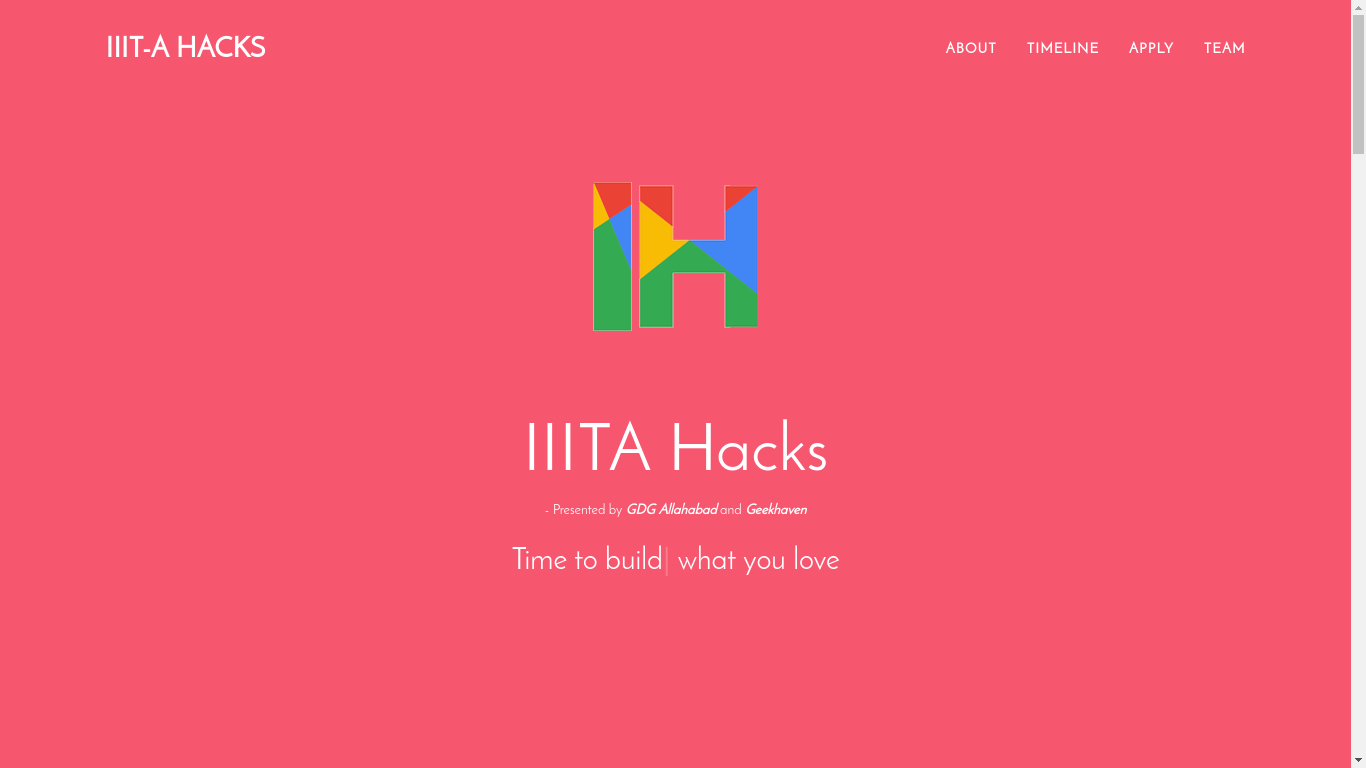 IIIT-A HACKS
ABOUT TIMELINE APPLY TEAM
IH
IIITA Hacks
- Presented by GDG Allahabad and Geekhaven
Time to build| what you love